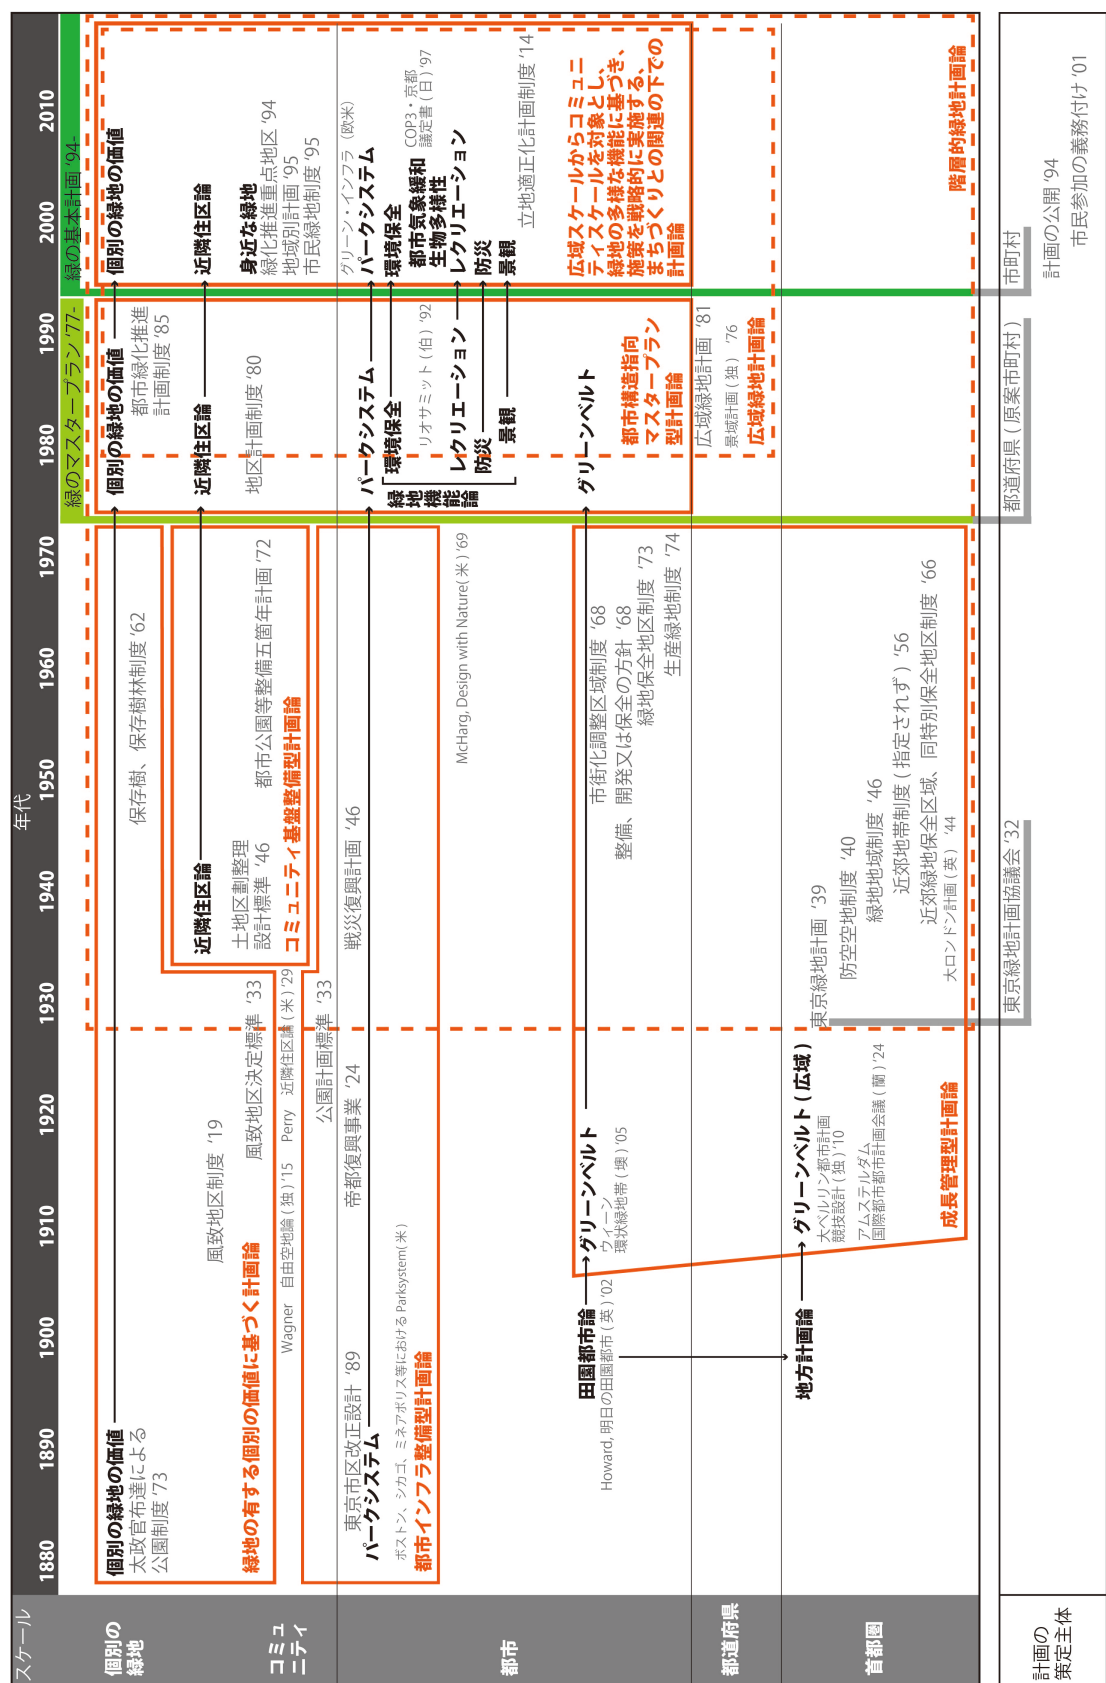 スケール
年代
1880
1890
1900
1910
1920
1930
1940
1950
1960
1970
1980
1990
2000
2010
緑のマスタープラン ‘77-
緑の基本計画 ‘94-
個別の
緑地
個別の緑地の価値
太政官布達による
公園制度 ‘73
風致地区制度 ‘19
風致地区決定標準 ‘33
緑地の有する個別の価値に基づく計画論
保存樹、保存樹林制度 ‘62
個別の緑地の価値
都市緑化推進
計画制度 ‘85
個別の緑地の価値
コミュ
ニティ
Wagner 自由空地論 ( 独 ) ‘15
Perry 近隣住区論 ( 米 ) ‘29
近隣住区論
土地区劃整理
設計標準 ‘46
都市公園等整備五箇年計画 ‘72
コミュニティ基盤整備型計画論
近隣住区論
地区計画制度 ‘80
近隣住区論
身近な緑地
緑化推進重点地区 ‘94
地域別計画 ‘95
市民緑地制度 ‘95
都市
公園計画標準 ‘33
東京市区改正設計 ‘89
パークシステム
ボストン、シカゴ、ミネアポリス等における Parksystem( 米 )
都市インフラ整備型計画論
帝都復興事業 ‘24
戦災復興計画 ‘46
McHarg, Design with Nature( 米 ) ‘69
パークシステム
緑地機能論
環境保全
リオサミット ( 伯 ) ‘92
レクリエーション
防災
景観
グリーン・インフラ（欧米）
パークシステム
環境保全
都市気象緩和
生物多様性
COP3・京都
議定書 ( 日 ) ‘97
レクリエーション
防災
景観
立地適正化計画制度 ‘14
田園都市論
Howard, 明日の田園都市 ( 英 ) ‘02
グリーンベルト
ウィーン
環状緑地帯 ( 墺 ) ‘05
市街化調整区域制度 ‘68
整備、開発又は保全の方針 ‘68
緑地保全地区制度 ‘73
生産緑地制度 ‘74
グリーンベルト
都市構造指向
マスタープラン
型計画論
広域スケールからコミュニ
ティスケールを対象とし、
緑地の多様な機能に基づき、
施策を戦略的に実施する、
まちづくりとの関連の下での
計画論
都道府県
広域緑地計画 ‘81
景域計画 ( 独 ) ‘76
広域緑地計画論
首都圏
地方計画論
グリーンベルト ( 広域 )
大ベルリン都市計画
競技設計 ( 独 ) ‘10
アムステルダム
国際都市都市計画会議 ( 蘭 ) ‘24
成長管理型計画論
東京緑地計画 ‘39
防空空地制度 ‘40
緑地地域制度 ‘46
近郊地帯制度 ( 指定されず ) ‘56
近郊緑地保全区域、同特別保全地区制度 ‘66
大ロンドン計画 ( 英 ) ‘44
階層的緑地計画論
計画の
策定主体
東京緑地計画協議会 ‘32
都道府県 ( 原案市町村 )
市町村
計画の公開 ‘94
市民参加の義務付け ‘01